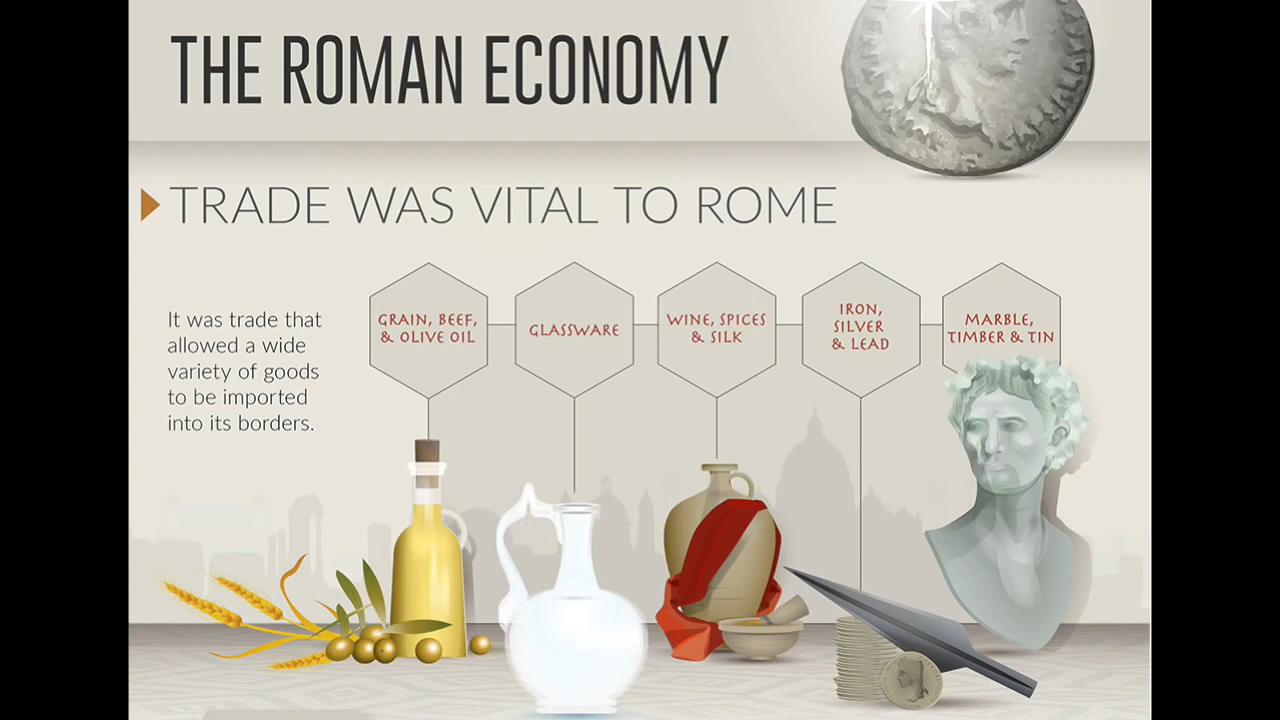 THE ROMAN ECONOMY
TRADE WAS VITAL TO ROME
It was trade that
allowed a wide
variety of goods
to be imported
into its borders.
GRAIN, BEEF,
& OLIVE OIL
GLASSWARE
WINE, SPICES
& SILK
IRON,
SILVER
& LEAD
MARBLE,
TIMBER & TIN